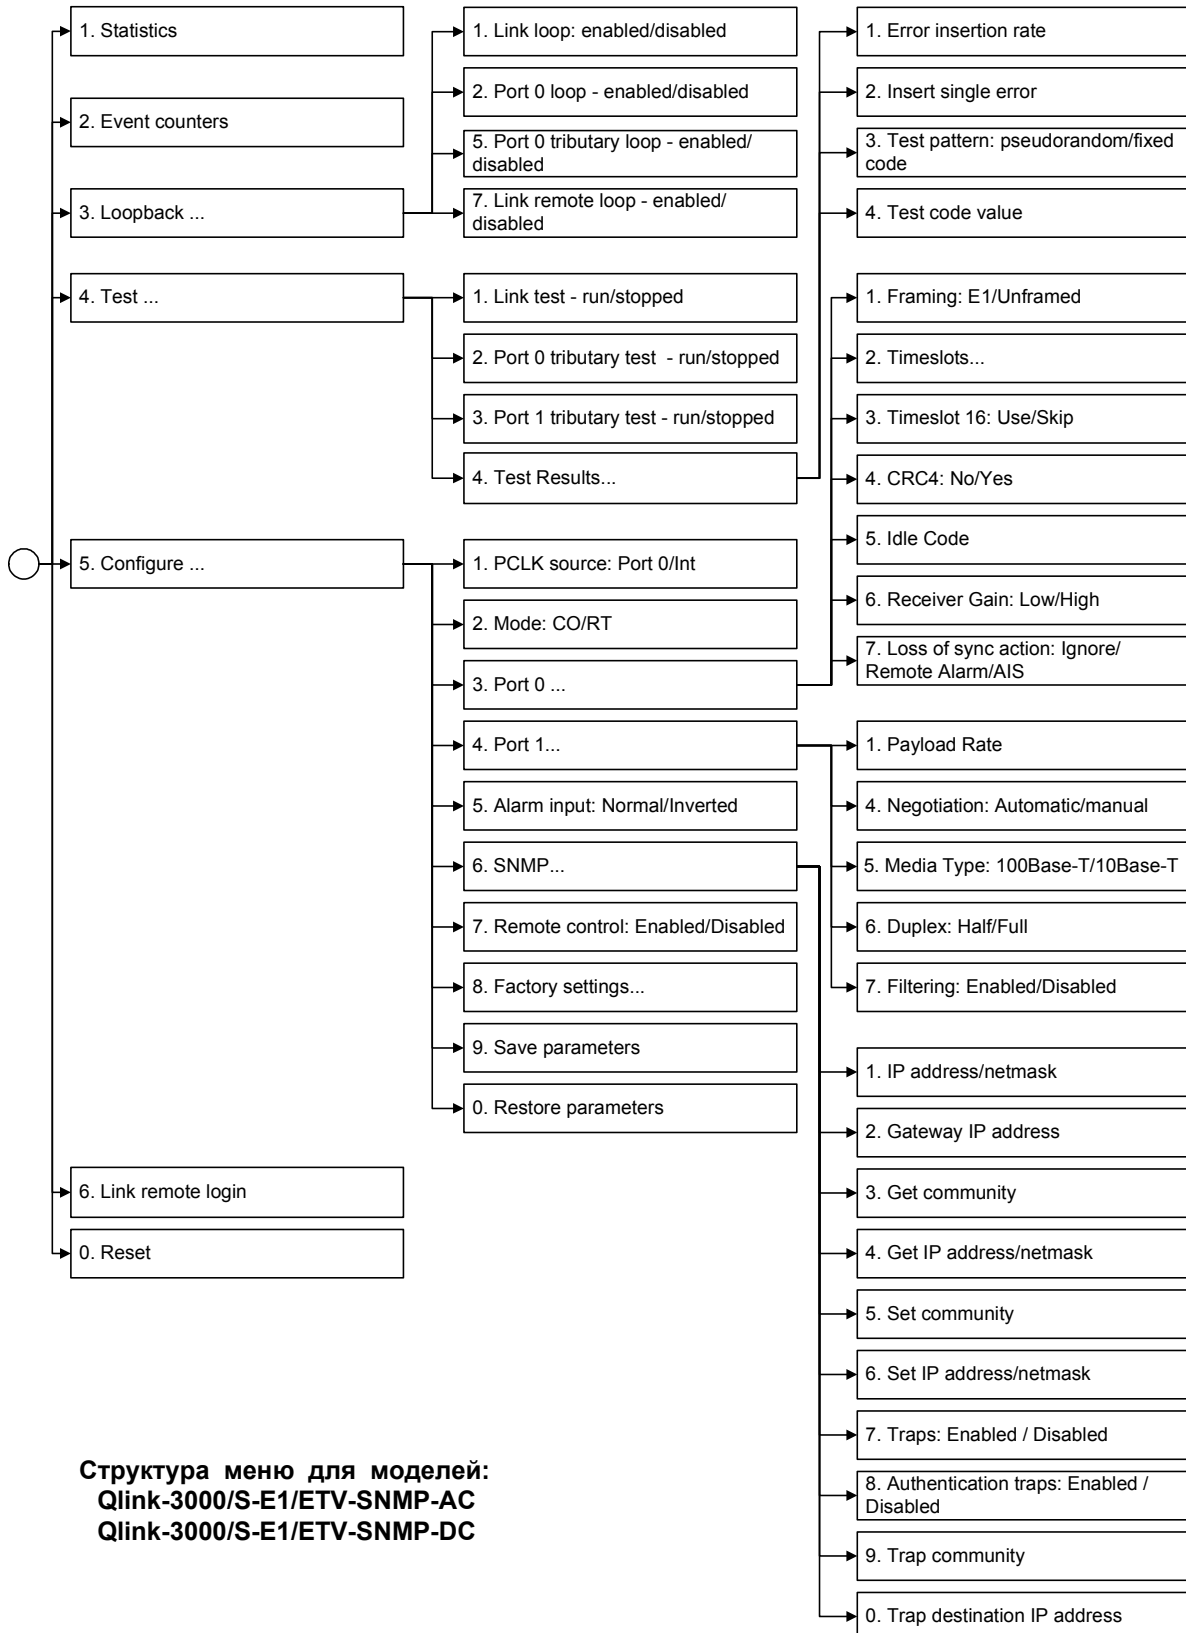 1. Statistics
2. Event counters
3. Loopback ...
4. Test ...
5. Configure ...
6. Link remote login
0. Reset
1. Link loop: enabled/disabled
2. Port 0 loop - enabled/disabled
5. Port 0 tributary loop - enabled/
disabled
7. Link remote loop - enabled/
disabled
1. Link test - run/stopped
2. Port 0 tributary test  - run/stopped
3. Port 1 tributary test - run/stopped
4. Test Results...
1. PCLK source: Port 0/Int
2. Mode: CO/RT
3. Port 0 ...
4. Port 1...
5. Alarm input: Normal/Inverted
6. SNMP...
7. Remote control: Enabled/Disabled
8. Factory settings...
9. Save parameters
0. Restore parameters
1. Error insertion rate
2. Insert single error
3. Test pattern: pseudorandom/fixed
code
4. Test code value
1. Framing: E1/Unframed
2. Timeslots...
3. Timeslot 16: Use/Skip
4. CRC4: No/Yes
5. Idle Code
6. Receiver Gain: Low/High
7. Loss of sync action: Ignore/
Remote Alarm/AIS
1. Payload Rate
4. Negotiation: Automatic/manual
5. Media Type: 100Base-T/10Base-T
6. Duplex: Half/Full
7. Filtering: Enabled/Disabled
1. IP address/netmask
2. Gateway IP address
3. Get community
4. Get IP address/netmask
5. Set community
6. Set IP address/netmask
7. Traps: Enabled / Disabled
8. Authentication traps: Enabled /
Disabled
9. Trap community
0. Trap destination IP address
Структура меню для моделей:
Qlink-3000/S-E1/ETV-SNMP-AC
Qlink-3000/S-E1/ETV-SNMP-DC